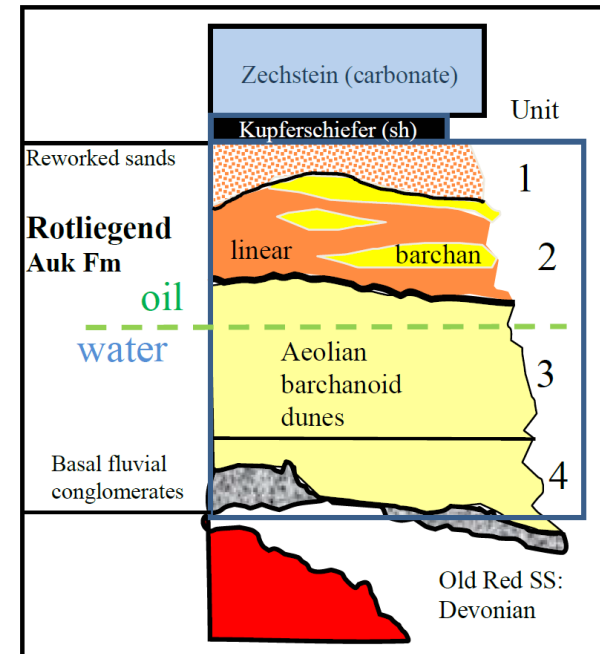 Zechstein (carbonate)
Unit
Kupferschiefer (sh)
Reworked sands
1
Rotliegend
Auk Fm
linear
barchan
2
oil
water
Aeolian
barchanoid
dunes
3
Basal fluvial
conglomerates
4
Old Red SS:
Devonian